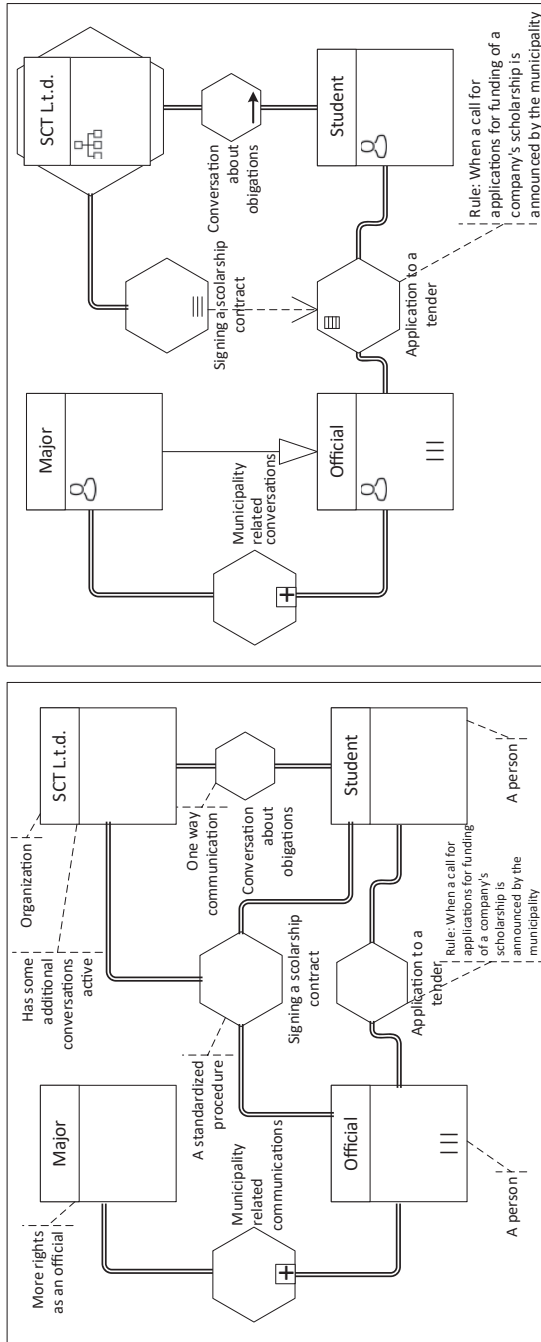 More rights
as an official
Major
Has some
additional
conversations
active
Organization
SCT L.t.d.
A standardized
procedure
One way
communication
Municipality
related
communications
Signing a scolarship
contract
Conversation
about
obigations
Official
Student
Application to a
tender
A person
Rule: When a call for
applications for funding
of a company's
scholarship is
announced by the
municipality
A person
Major
SCT L.t.d.
Municipality
related
conversations
Signing a scolarship
contract
Conversation
about
obigations
Official
Student
Application to a
tender
Rule: When a call for
applications for funding of a
company's scholarship is
announced by the municipality